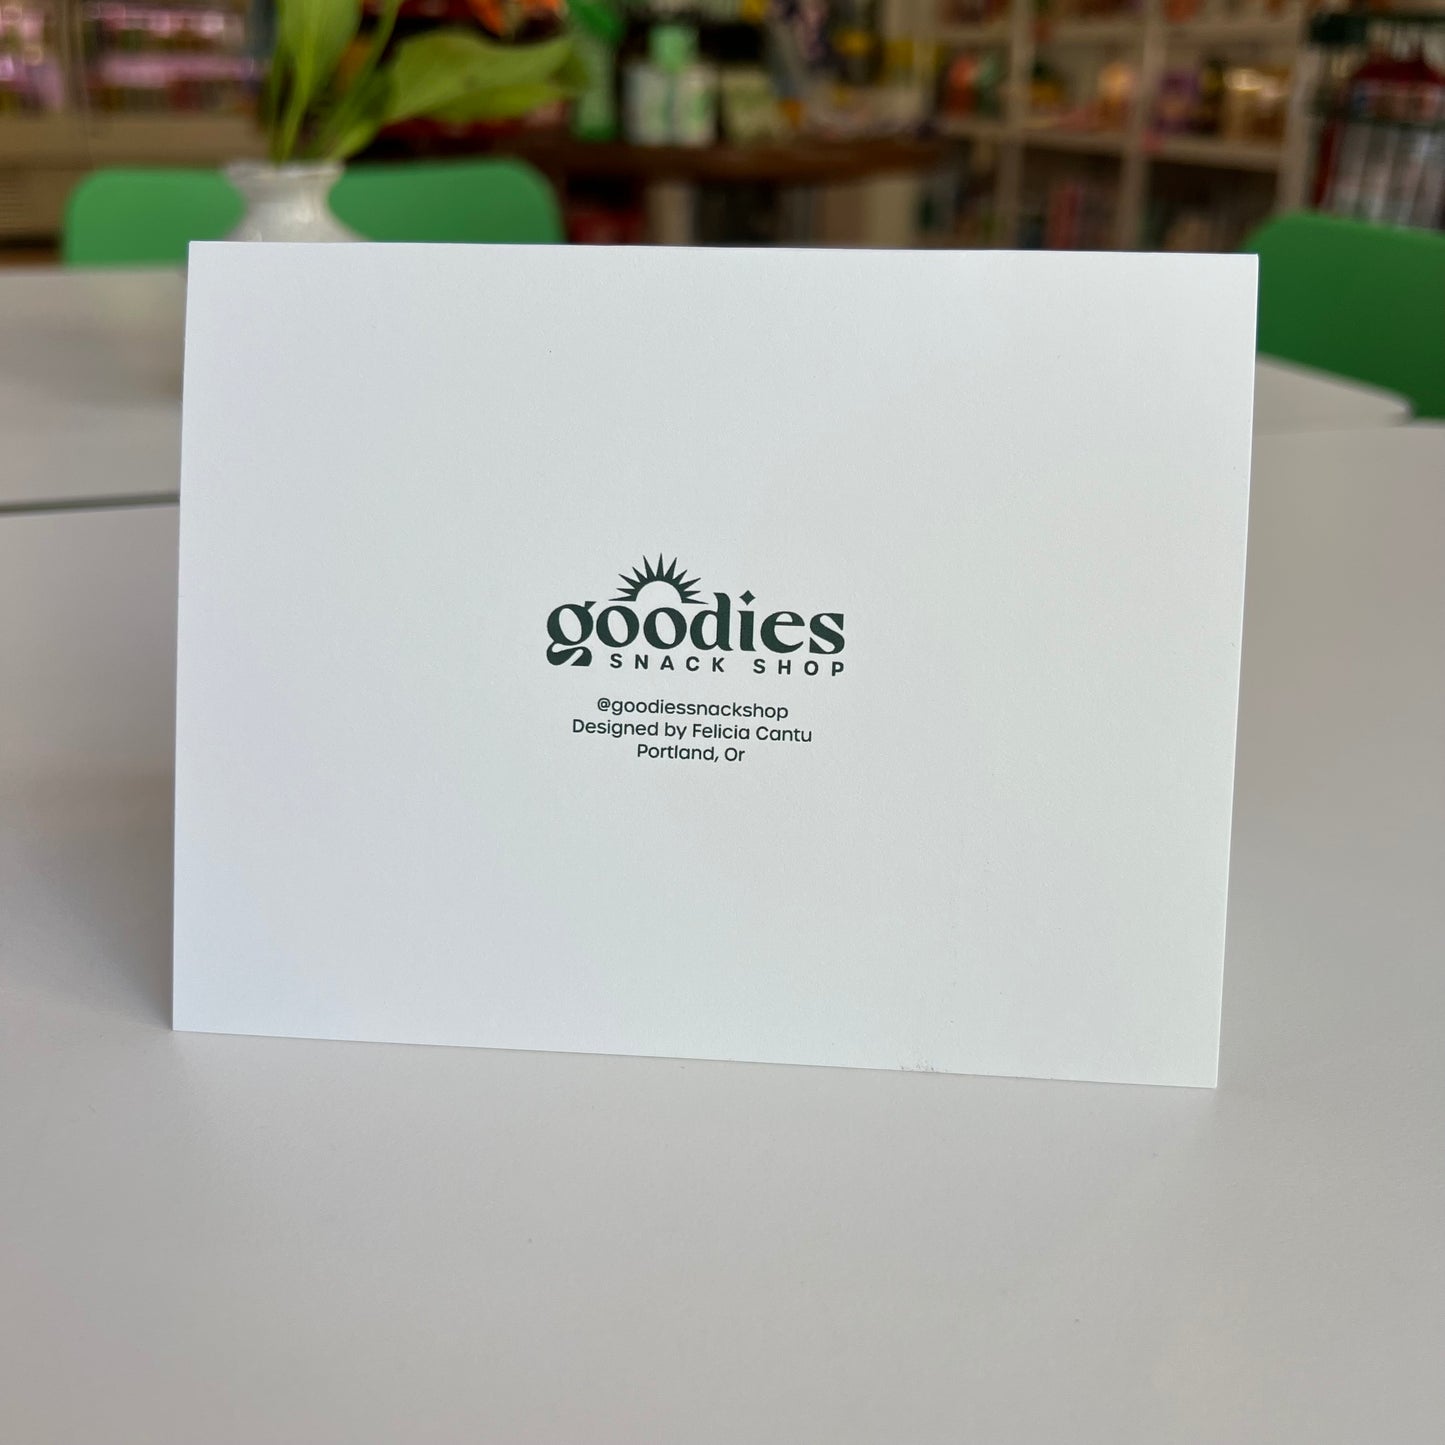 goodies
SNACK SHOP
@goodiessnackshop
Designed by Felicia Cantu
Portland, Or